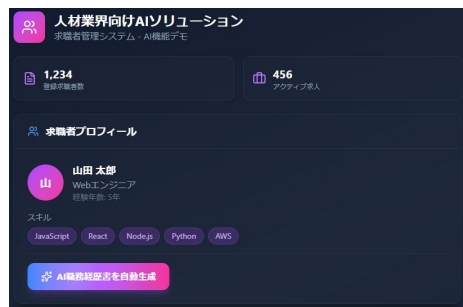 人材業界向けAIソリューション
求職者管理システム - AI機能デモ
1,234
登録求職者数
456
アクティブ求人
求職者プロフィール
山
山田 太郎
Webエンジニア
経験年数: 5年
スキル
JavaScript React Node.js Python AWS
AI職務経歴書を自動生成